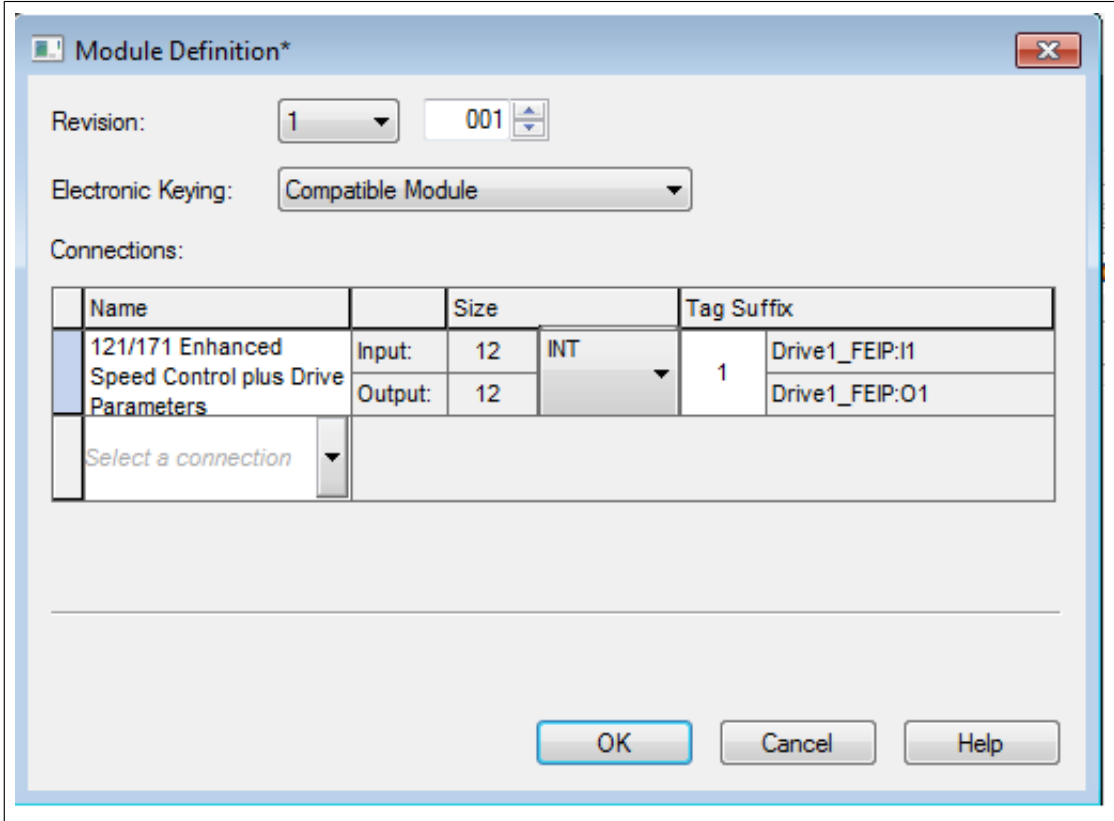 Module Definition*
Revision: 1 001
Electronic Keying: Compatible Module
Connections:
Name Size Tag Suffix
121/171 Enhanced
Speed Control plus Drive
Parameters
Input: 12 INT 1 Drive1_FEIP:I1
Output: 12 Drive1_FEIP:O1
Select a connection
OK Cancel Help